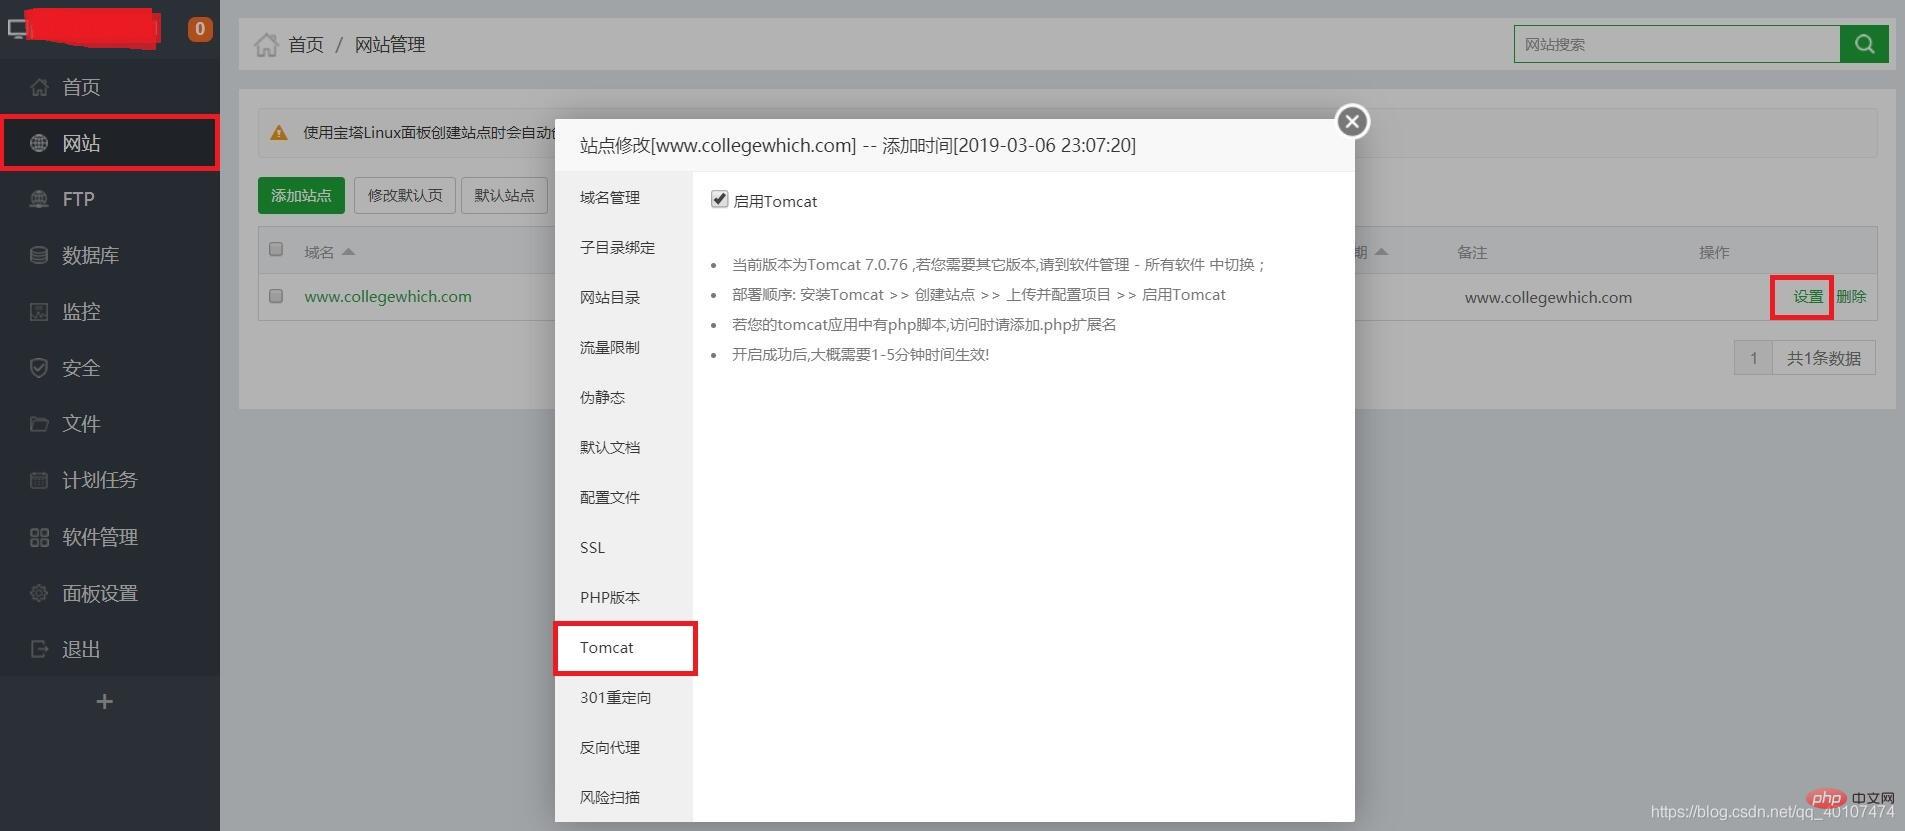 0
首页
网站
FTP
数据库
监控
安全
文件
计划任务
软件管理
面板设置
退出
+
首页 / 网站管理
网站搜索
使用宝塔Linux面板创建站点时会自动
添加站点 修改默认页 默认站点
域名 期 备注 操作
www.collegewhich.com www.collegewhich.com 设置 删除
1 共1条数据
站点修改[www.collegewhich.com] -- 添加时间[2019-03-06 23:07:20]
域名管理
子目录绑定
网站目录
流量限制
伪静态
默认文档
配置文件
SSL
PHP版本
Tomcat
301重定向
反向代理
风险扫描
启用Tomcat
当前版本为Tomcat 7.0.76 ,若您需要其它版本,请到软件管理 - 所有软件 中切换；
部署顺序: 安装Tomcat >> 创建站点 >> 上传并配置项目 >> 启用Tomcat
若您的tomcat应用中有php脚本,访问时请添加.php扩展名
开启成功后,大概需要1-5分钟时间生效!
php 中文网
https://blog.csdn.net/qq_40107474